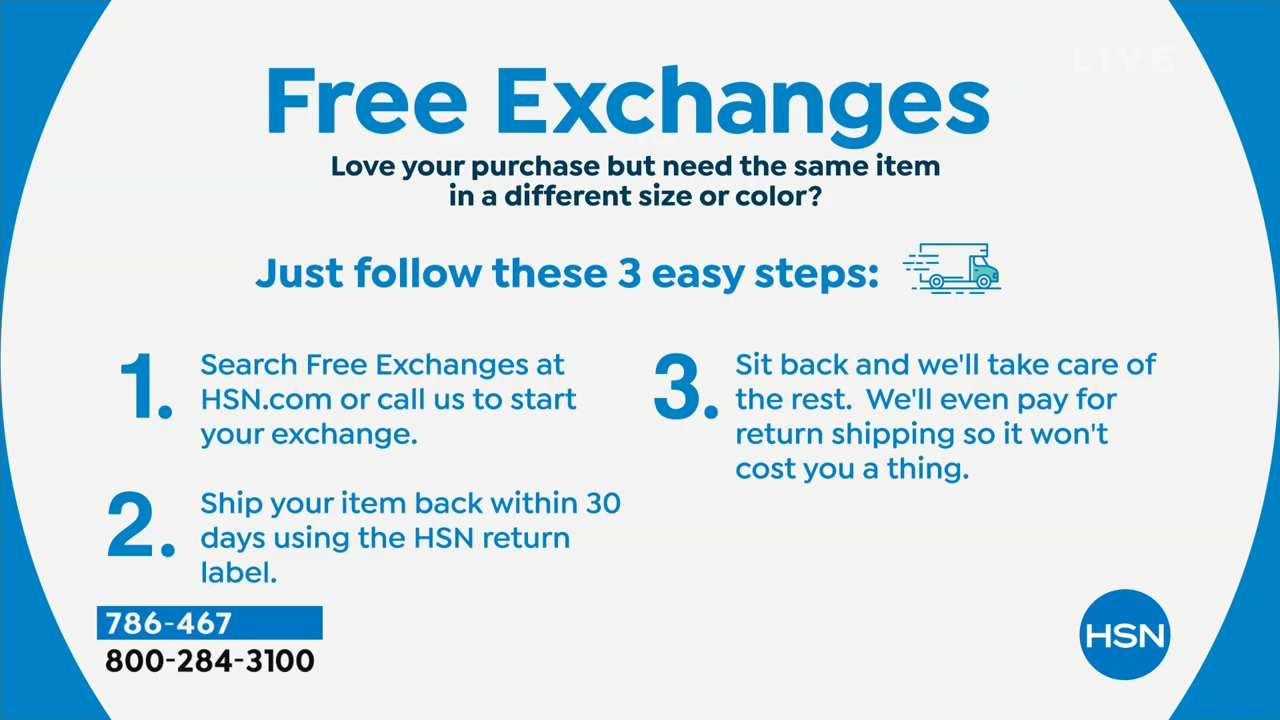 LIVE
Free Exchanges
Love your purchase but need the same item
in a different size or color?
Just follow these 3 easy steps:
1. Search Free Exchanges at
HSN.com or call us to start
your exchange.
2. Ship your item back within 30
days using the HSN return
label.
3. Sit back and we'll take care of
the rest. We'll even pay for
return shipping so it won't
cost you a thing.
786-467
800-284-3100
HSN